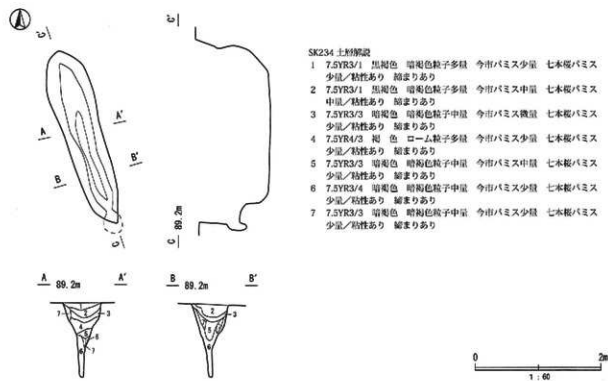 SK234 土層解説
1 7.5YR3/1 黒褐色 暗褐色粒子多量 今市パミス少量 七本桜パミス
少量/粘性あり 締まりあり
2 7.5YR3/1 黒褐色 暗褐色粒子多量 今市パミス中量 七本桜パミス
中量/粘性あり 締まりあり
3 7.5YR3/3 暗褐色 暗褐色粒子中量 今市パミス微量 七本桜パミス
少量/粘性あり 締まりあり
4 7.5YR4/3 褐 色 ローム粒子多量 今市パミス少量 七本桜パミス
少量/粘性あり 締まりあり
5 7.5YR3/3 暗褐色 暗褐色粒子中量 今市パミス中量 七本桜パミス
少量/粘性あり 締まりあり
6 7.5YR3/4 暗褐色 暗褐色粒子中量 今市パミス少量 七本桜パミス
少量/粘性あり 締まりあり
7 7.5YR3/3 暗褐色 暗褐色粒子中量 今市パミス少量 七本桜パミス
少量/粘性あり 締まりあり
C'
C'
A
A'
B
B'
C
C 89.2m
A 89.2m A'
B 89.2m B'
1
2
7 3
4
5
6
7
6
2
3
5
6
0 2m
1:60